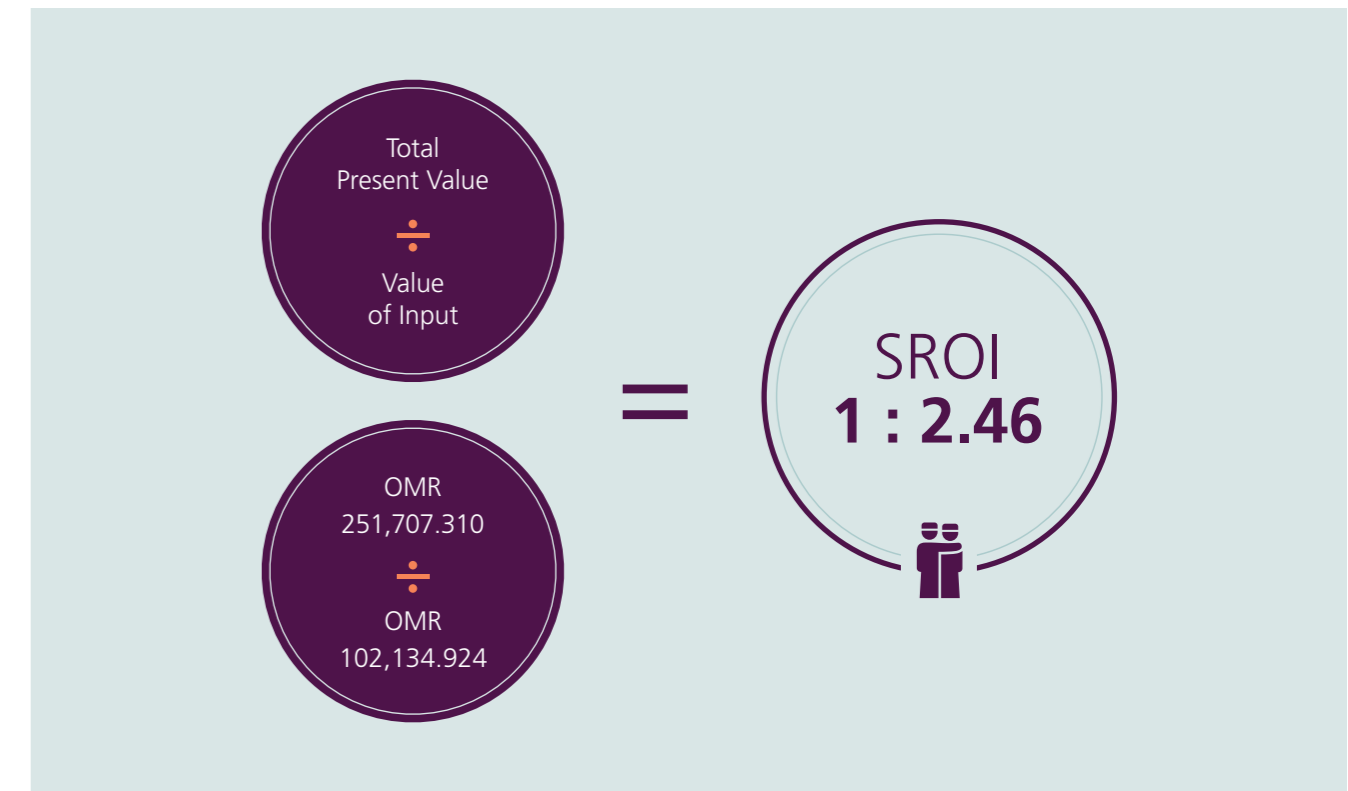 Total
Present Value
÷
Value
of Input
OMR
251,707.310
÷
OMR
102,134.924
=
SROI
1 : 2.46